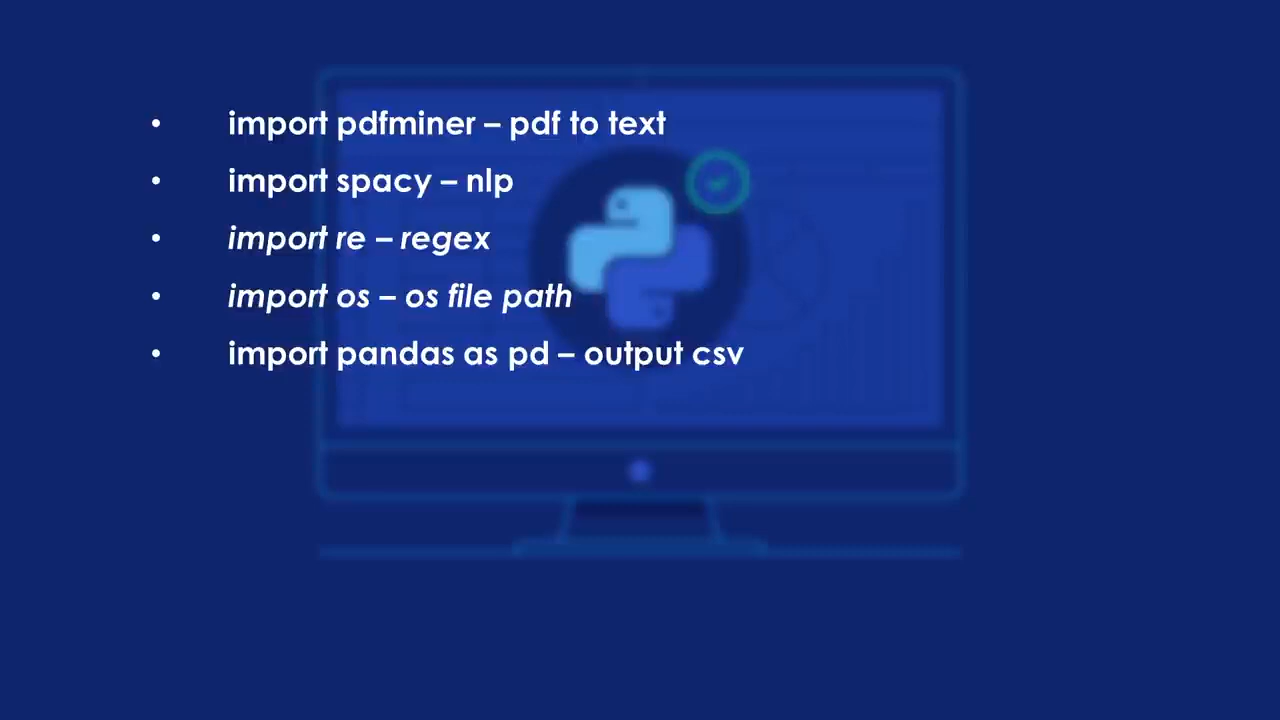 • import pdfminer – pdf to text
• import spacy – nlp
• import re – regex
• import os – os file path
• import pandas as pd – output csv